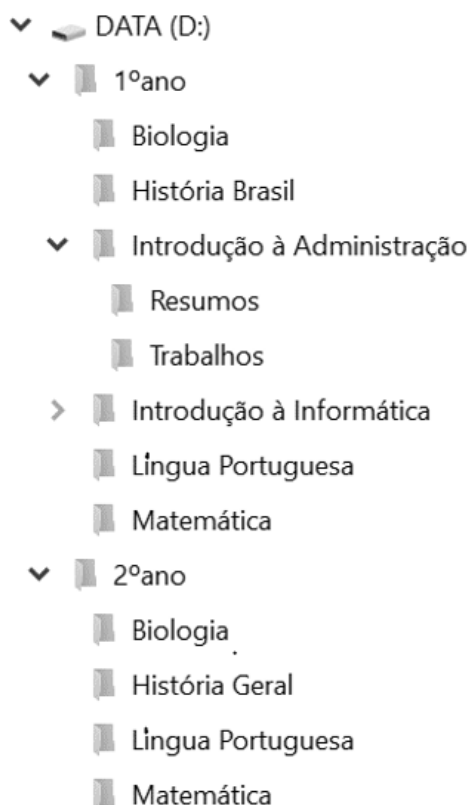 DATA (D:)
1ºano
Biologia
História Brasil
Introdução à Administração
Resumos
Trabalhos
Introdução à Informática
Língua Portuguesa
Matemática
2ºano
Biologia
História Geral
Língua Portuguesa
Matemática